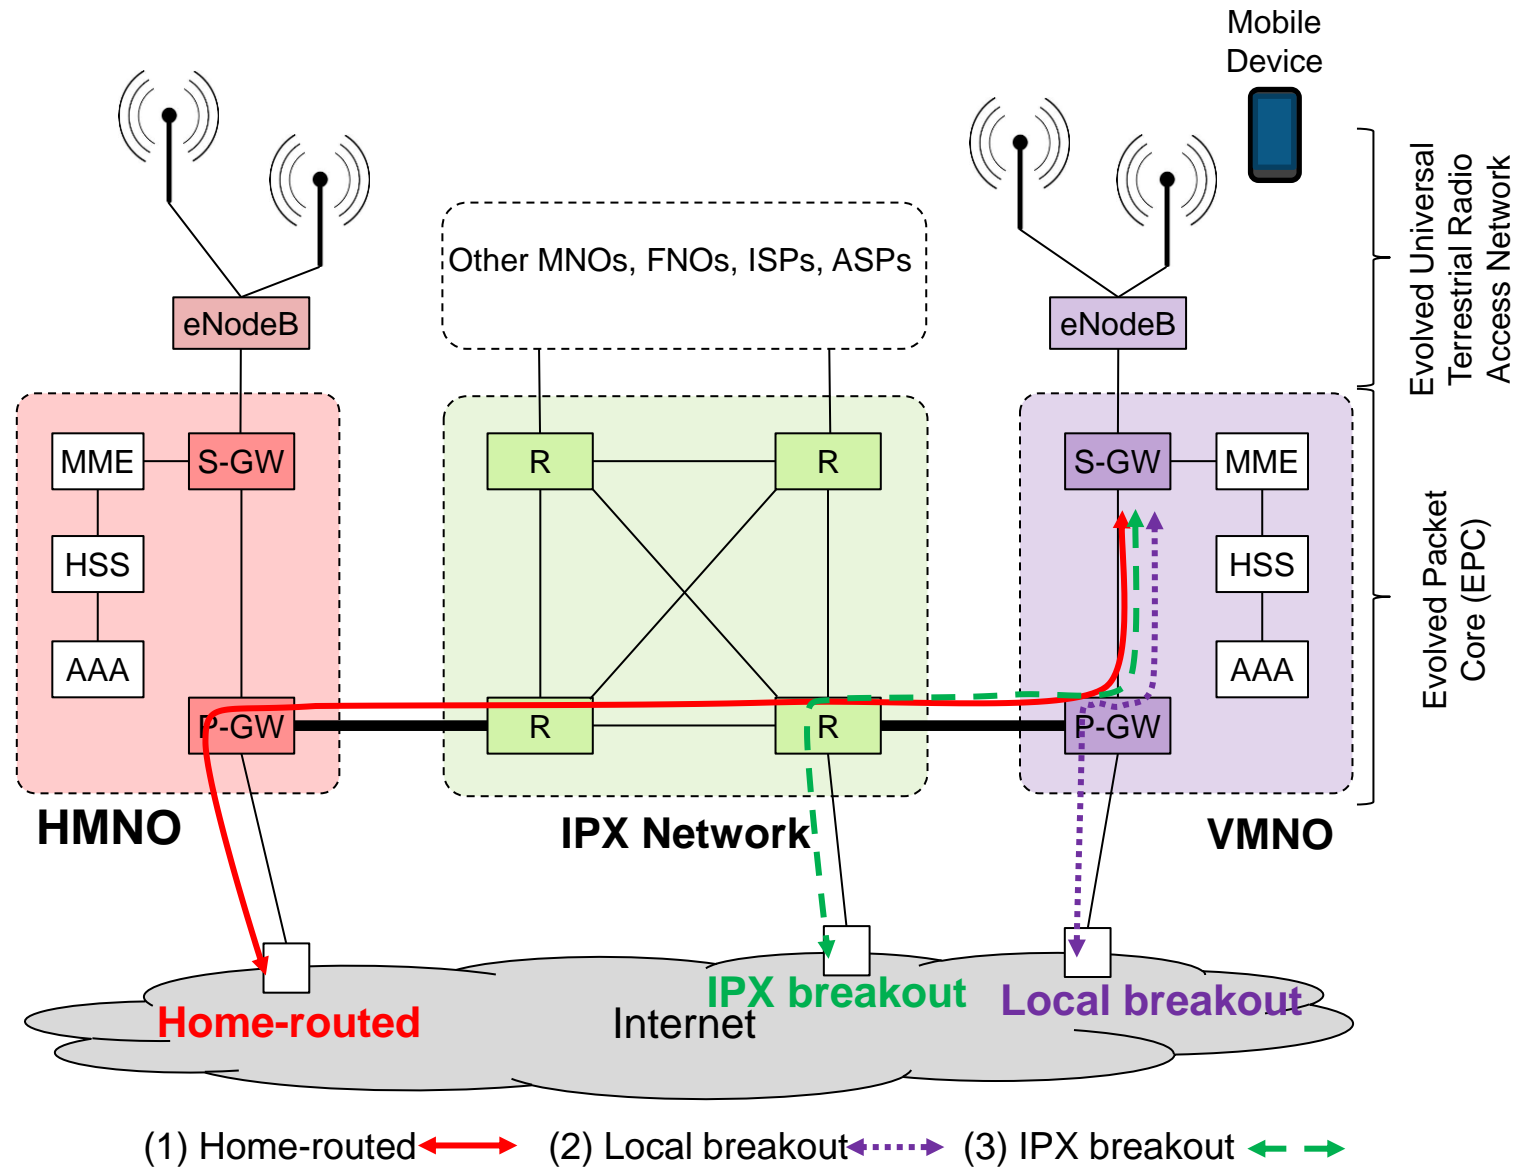 Mobile
Device
Other MNOs, FNOs, ISPs, ASPs
eNodeB
eNodeB
Evolved Universal
Terrestrial Radio
Access Network
MME
S-GW
R
R
S-GW
MME
HSS
HSS
AAA
AAA
Evolved Packet
Core (EPC)
P-GW
R
R
P-GW
HMNO
IPX Network
VMNO
IPX breakout
Local breakout
Home-routed
Internet
(1) Home-routed
(2) Local breakout
(3) IPX breakout